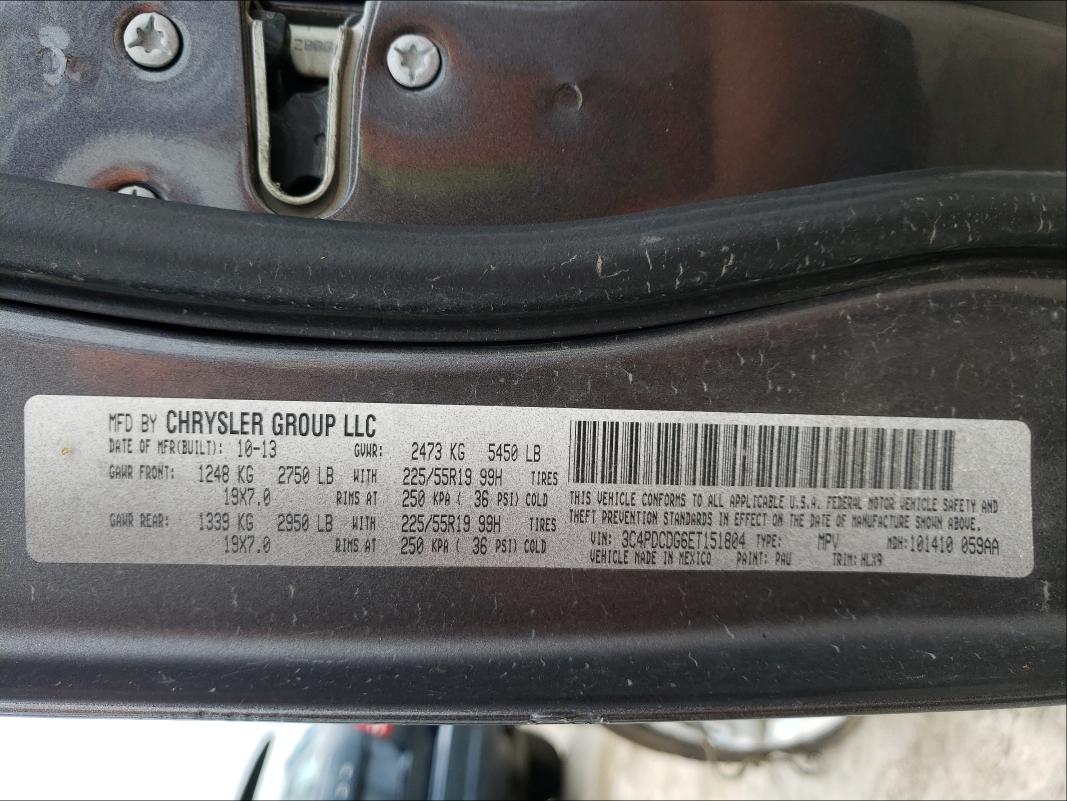 MFD BY CHRYSLER GROUP LLC
DATE OF MFR(BUILT): 10-13 GVWR: 2473 KG 5450 LB
GAWR FRONT: 1248 KG 2750 LB WITH 225/55R19 99H TIRES
19X7.0 RIMS AT 250 KPA ( 36 PSI) COLD
GAWR REAR: 1339 KG 2950 LB WITH 225/55R19 99H TIRES
19X7.0 RIMS AT 250 KPA ( 36 PSI) COLD
THIS VEHICLE CONFORMS TO ALL APPLICABLE U.S.A. FEDERAL MOTOR VEHICLE SAFETY AND
THEFT PREVENTION STANDARDS IN EFFECT ON THE DATE OF MANUFACTURE SHOWN ABOVE.
VIN: 3C4PDCDG6ET151804 TYPE: MPV MDH: 101410 059AA
VEHICLE MADE IN MEXICO PAINT: PAU TRIM: HLX9